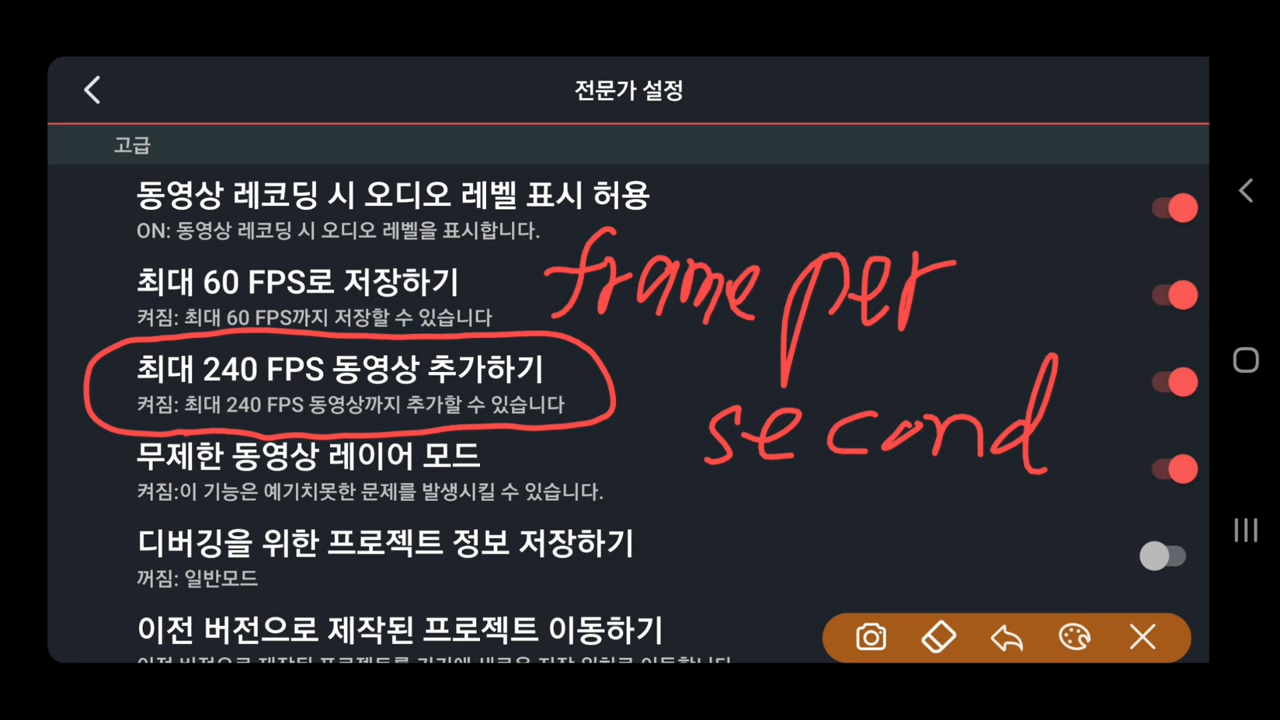 전문가 설정
고급
동영상 레코딩 시 오디오 레벨 표시 허용
ON: 동영상 레코딩 시 오디오 레벨을 표시합니다.
최대 60 FPS로 저장하기
켜짐: 최대 60 FPS까지 저장할 수 있습니다
frame per
second
최대 240 FPS 동영상 추가하기
켜짐: 최대 240 FPS 동영상까지 추가할 수 있습니다
무제한 동영상 레이어 모드
켜짐:이 기능은 예기치못한 문제를 발생시킬 수 있습니다.
디버깅을 위한 프로젝트 정보 저장하기
꺼짐: 일반모드
이전 버전으로 제작된 프로젝트 이동하기